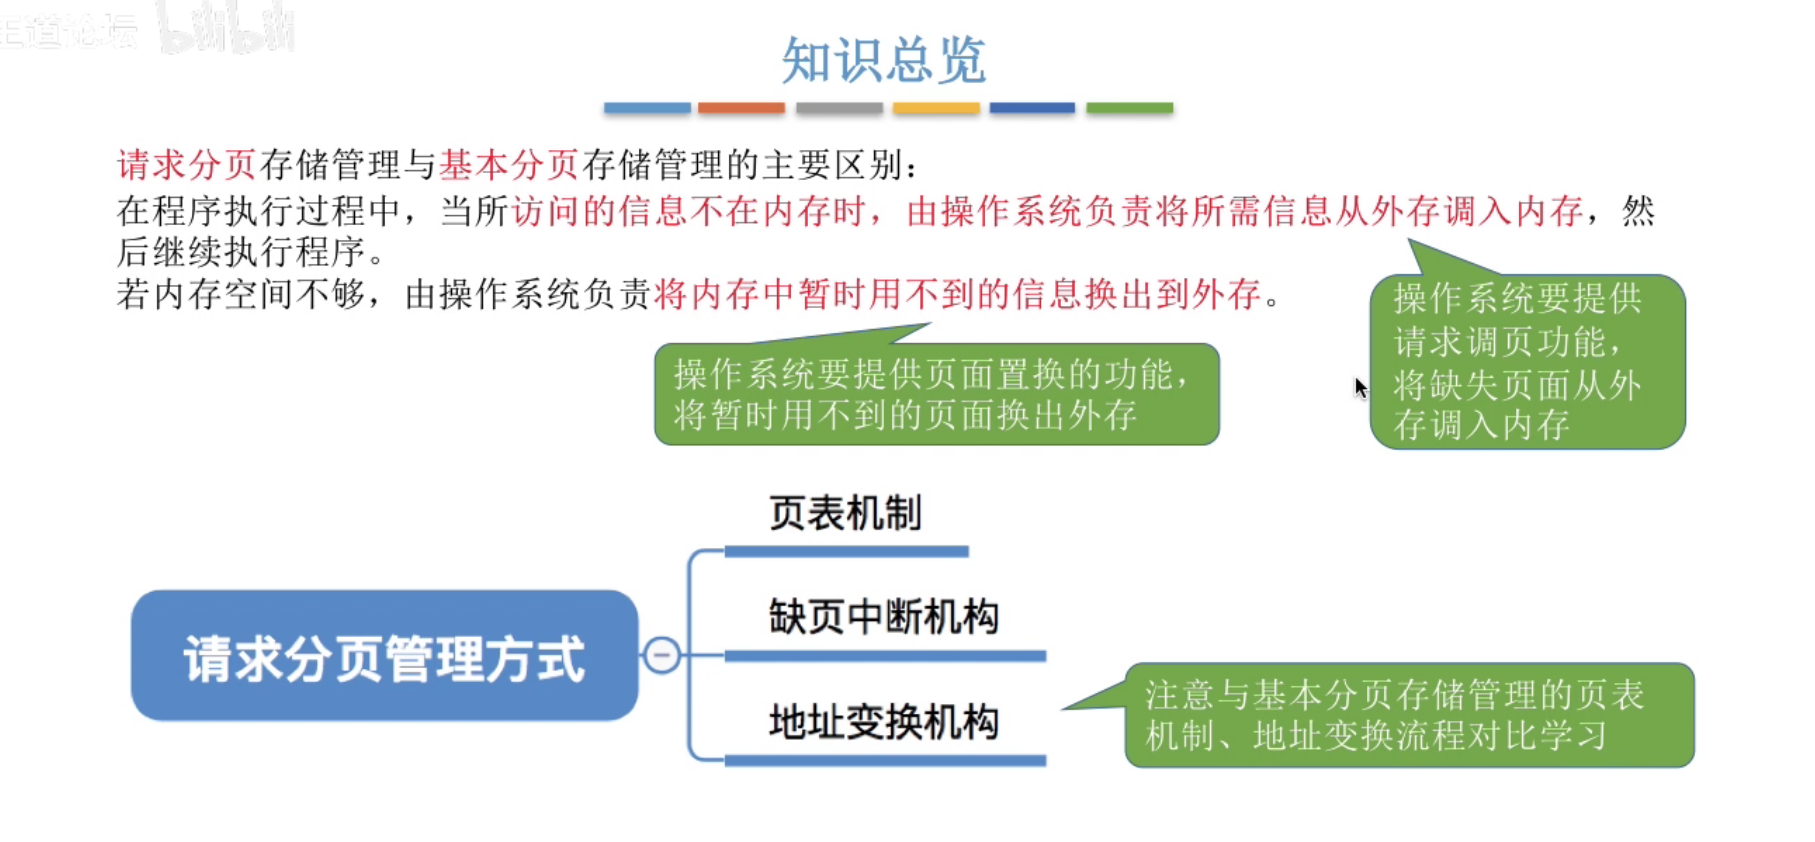 王道论坛 bilibili
知识总览
请求分页存储管理与基本分页存储管理的主要区别：
在程序执行过程中，当所访问的信息不在内存时，由操作系统负责将所需信息从外存调入内存，然
后继续执行程序。
若内存空间不够，由操作系统负责将内存中暂时用不到的信息换出到外存。
操作系统要提供
请求调页功能，
将缺失页面从外
存调入内存
操作系统要提供页面置换的功能，
将暂时用不到的页面换出外存
页表机制
缺页中断机构
请求分页管理方式
地址变换机构
注意与基本分页存储管理的页表
机制、地址变换流程对比学习